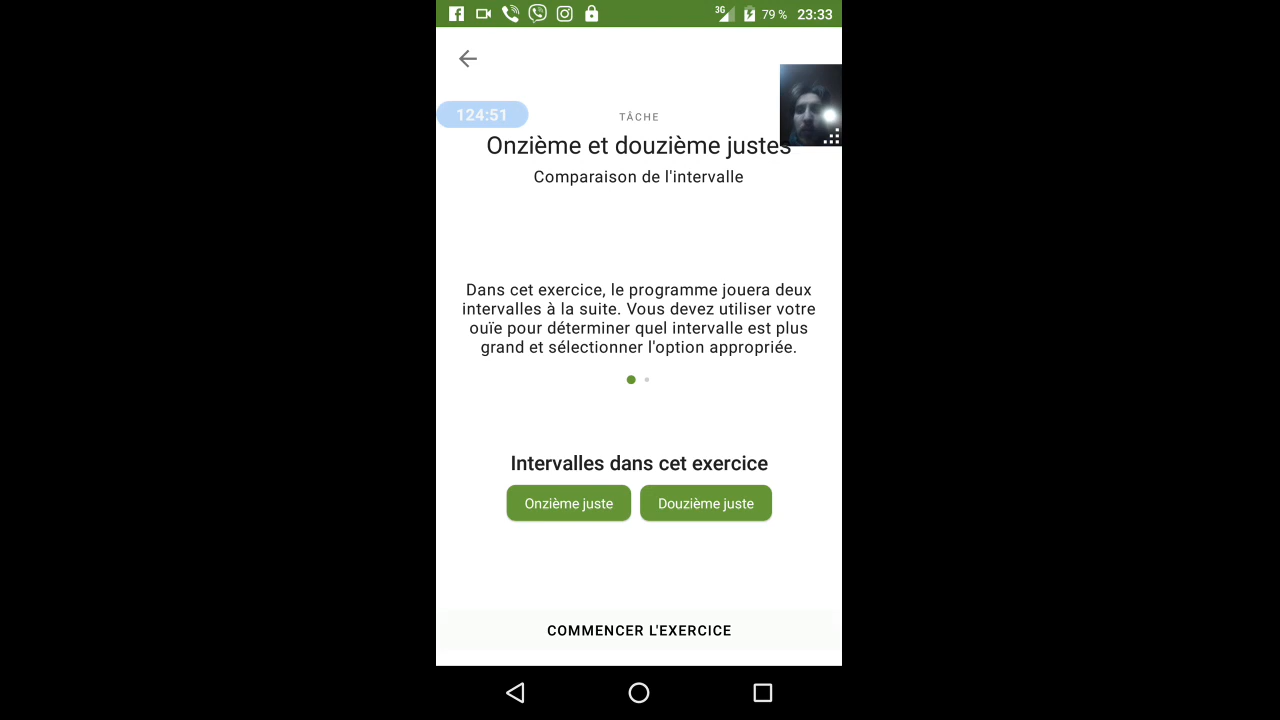 3G 79 % 23:33
124:51
TÂCHE
Onzième et douzième justes
Comparaison de l'intervalle
Dans cet exercice, le programme jouera deux
intervalles à la suite. Vous devez utiliser votre
ouïe pour déterminer quel intervalle est plus
grand et sélectionner l'option appropriée.
Intervalles dans cet exercice
Onzième juste Douzième juste
COMMENCER L'EXERCICE